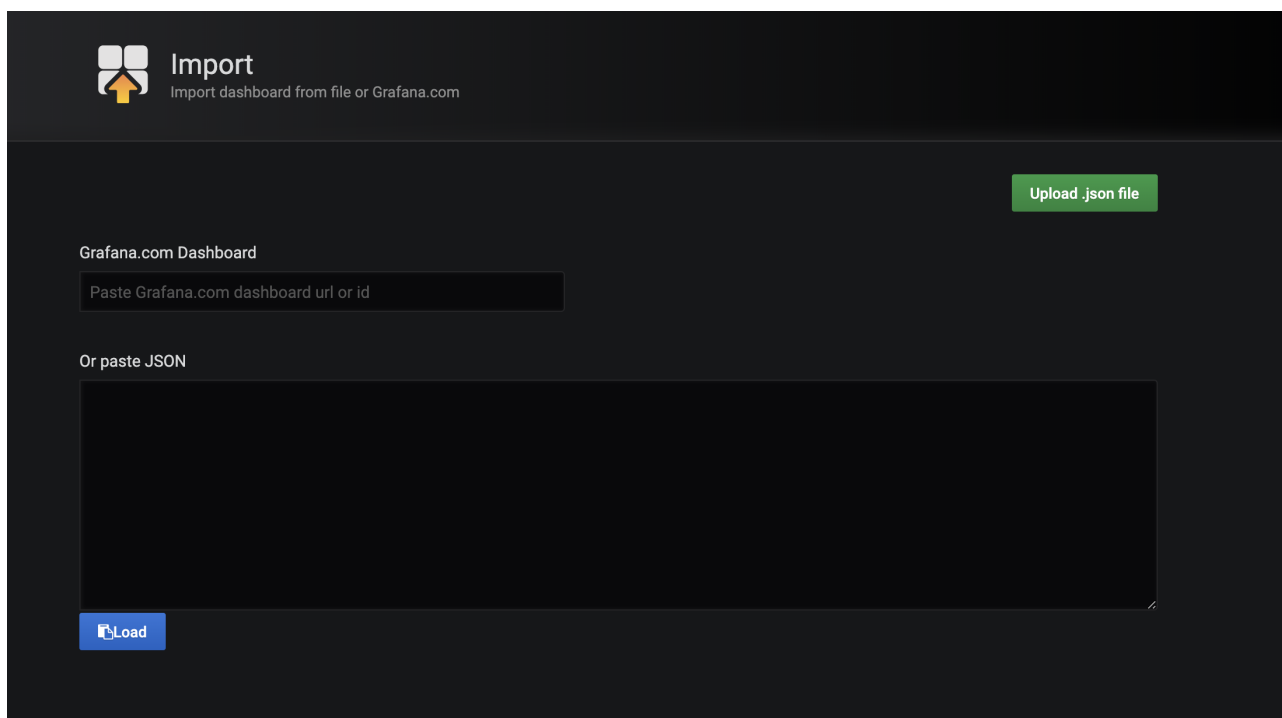 Import
Import dashboard from file or Grafana.com
Upload .json file
Grafana.com Dashboard
Paste Grafana.com dashboard url or id
Or paste JSON
Load